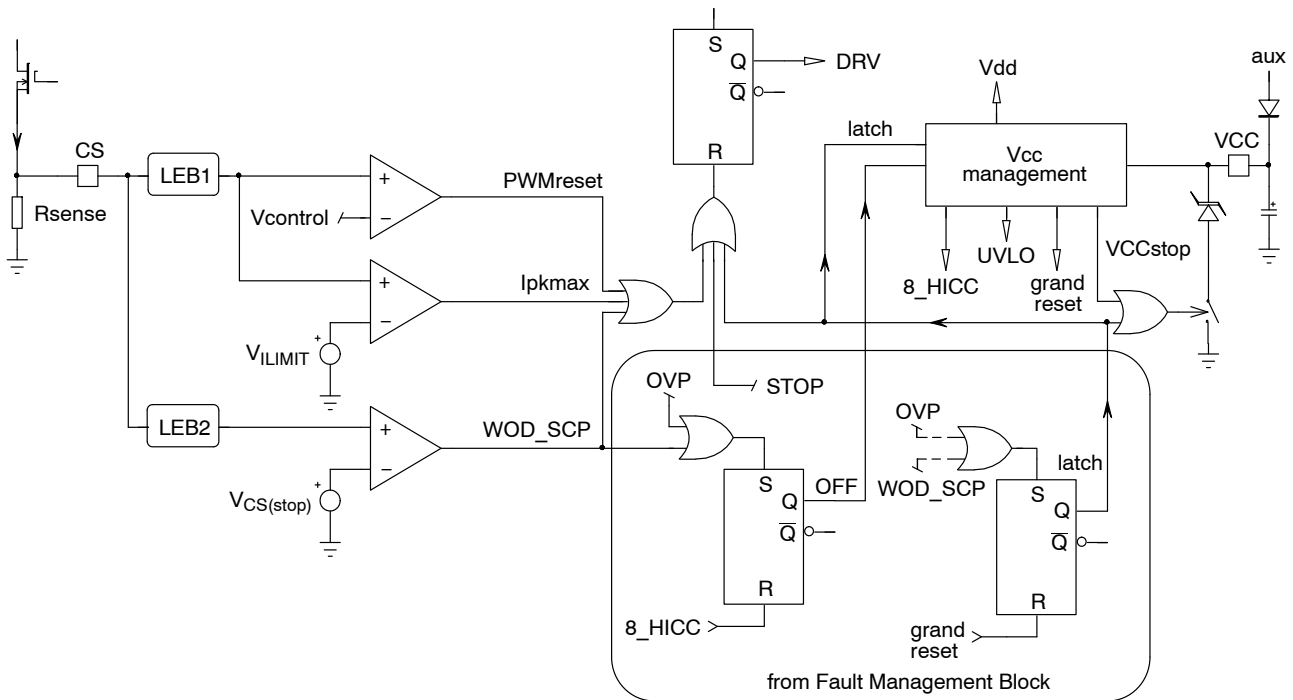 S
Q
DRV
Q
R
aux
Vdd
latch
VCC
Vcc
management
CS
LEB1
Rsense
+
−
PWMreset
Vcontrol
VCCstop
UVLO
8_HICC
grand
reset
+
−
Ipkmax
+
VILIMIT
+
OVP
STOP
LEB2
+
−
WOD_SCP
+
VCS(stop)
OVP
WOD_SCP
latch
S
Q
OFF
Q
R
8_HICC
S
Q
Q
R
grand
reset
from Fault Management Block